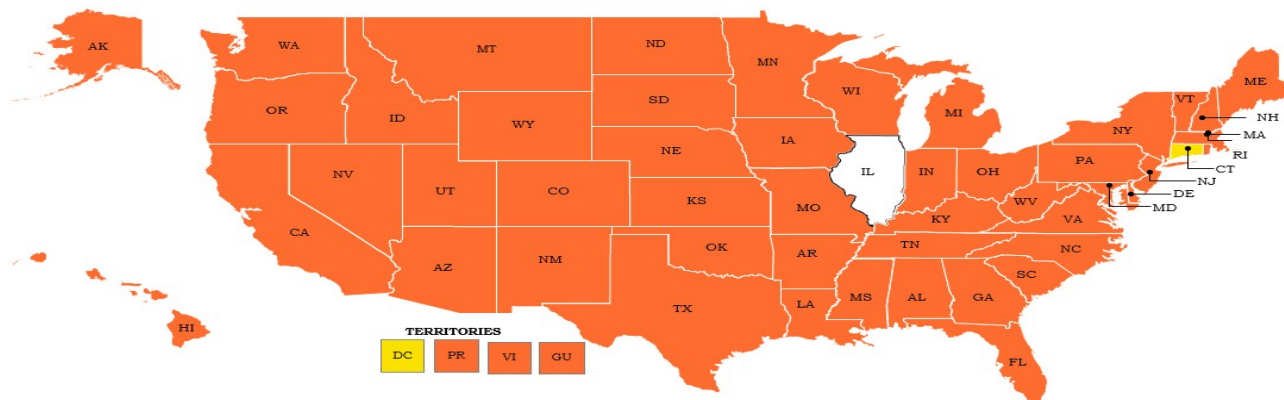 AK
WA
MT
ND
MN
ME
VT
WI
MI
NH
OR
ID
SD
WY
NY
MA
IA
RI
NE
PA
CT
NV
UT
CO
IL
IN
OH
NJ
KS
MO
WV
DE
MD
KY
VA
CA
OK
AR
TN
NC
AZ
NM
SC
TX
LA
MS
AL
GA
HI
TERRITORIES
DC
PR
VI
GU
FL